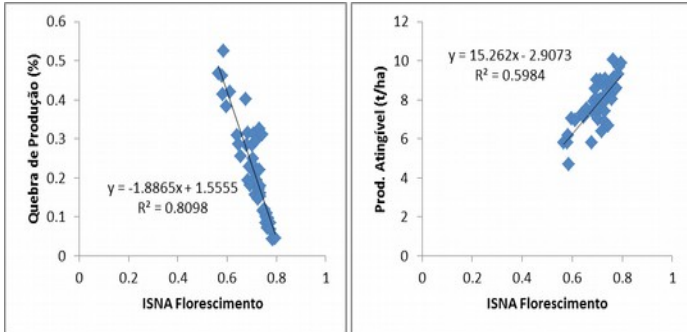 0.6
0.5
0.4
0.3
0.2
0.1
0
Quebra de Produção (%)
y = -1.8865x + 1.5555
R² = 0.8098
0 0.2 0.4 0.6 0.8 1
ISNA Florescimento
12
10
8
6
4
2
0
Prod. Atingível (t/ha)
y = 15.262x - 2.9073
R² = 0.5984
0 0.2 0.4 0.6 0.8 1
ISNA Florescimento